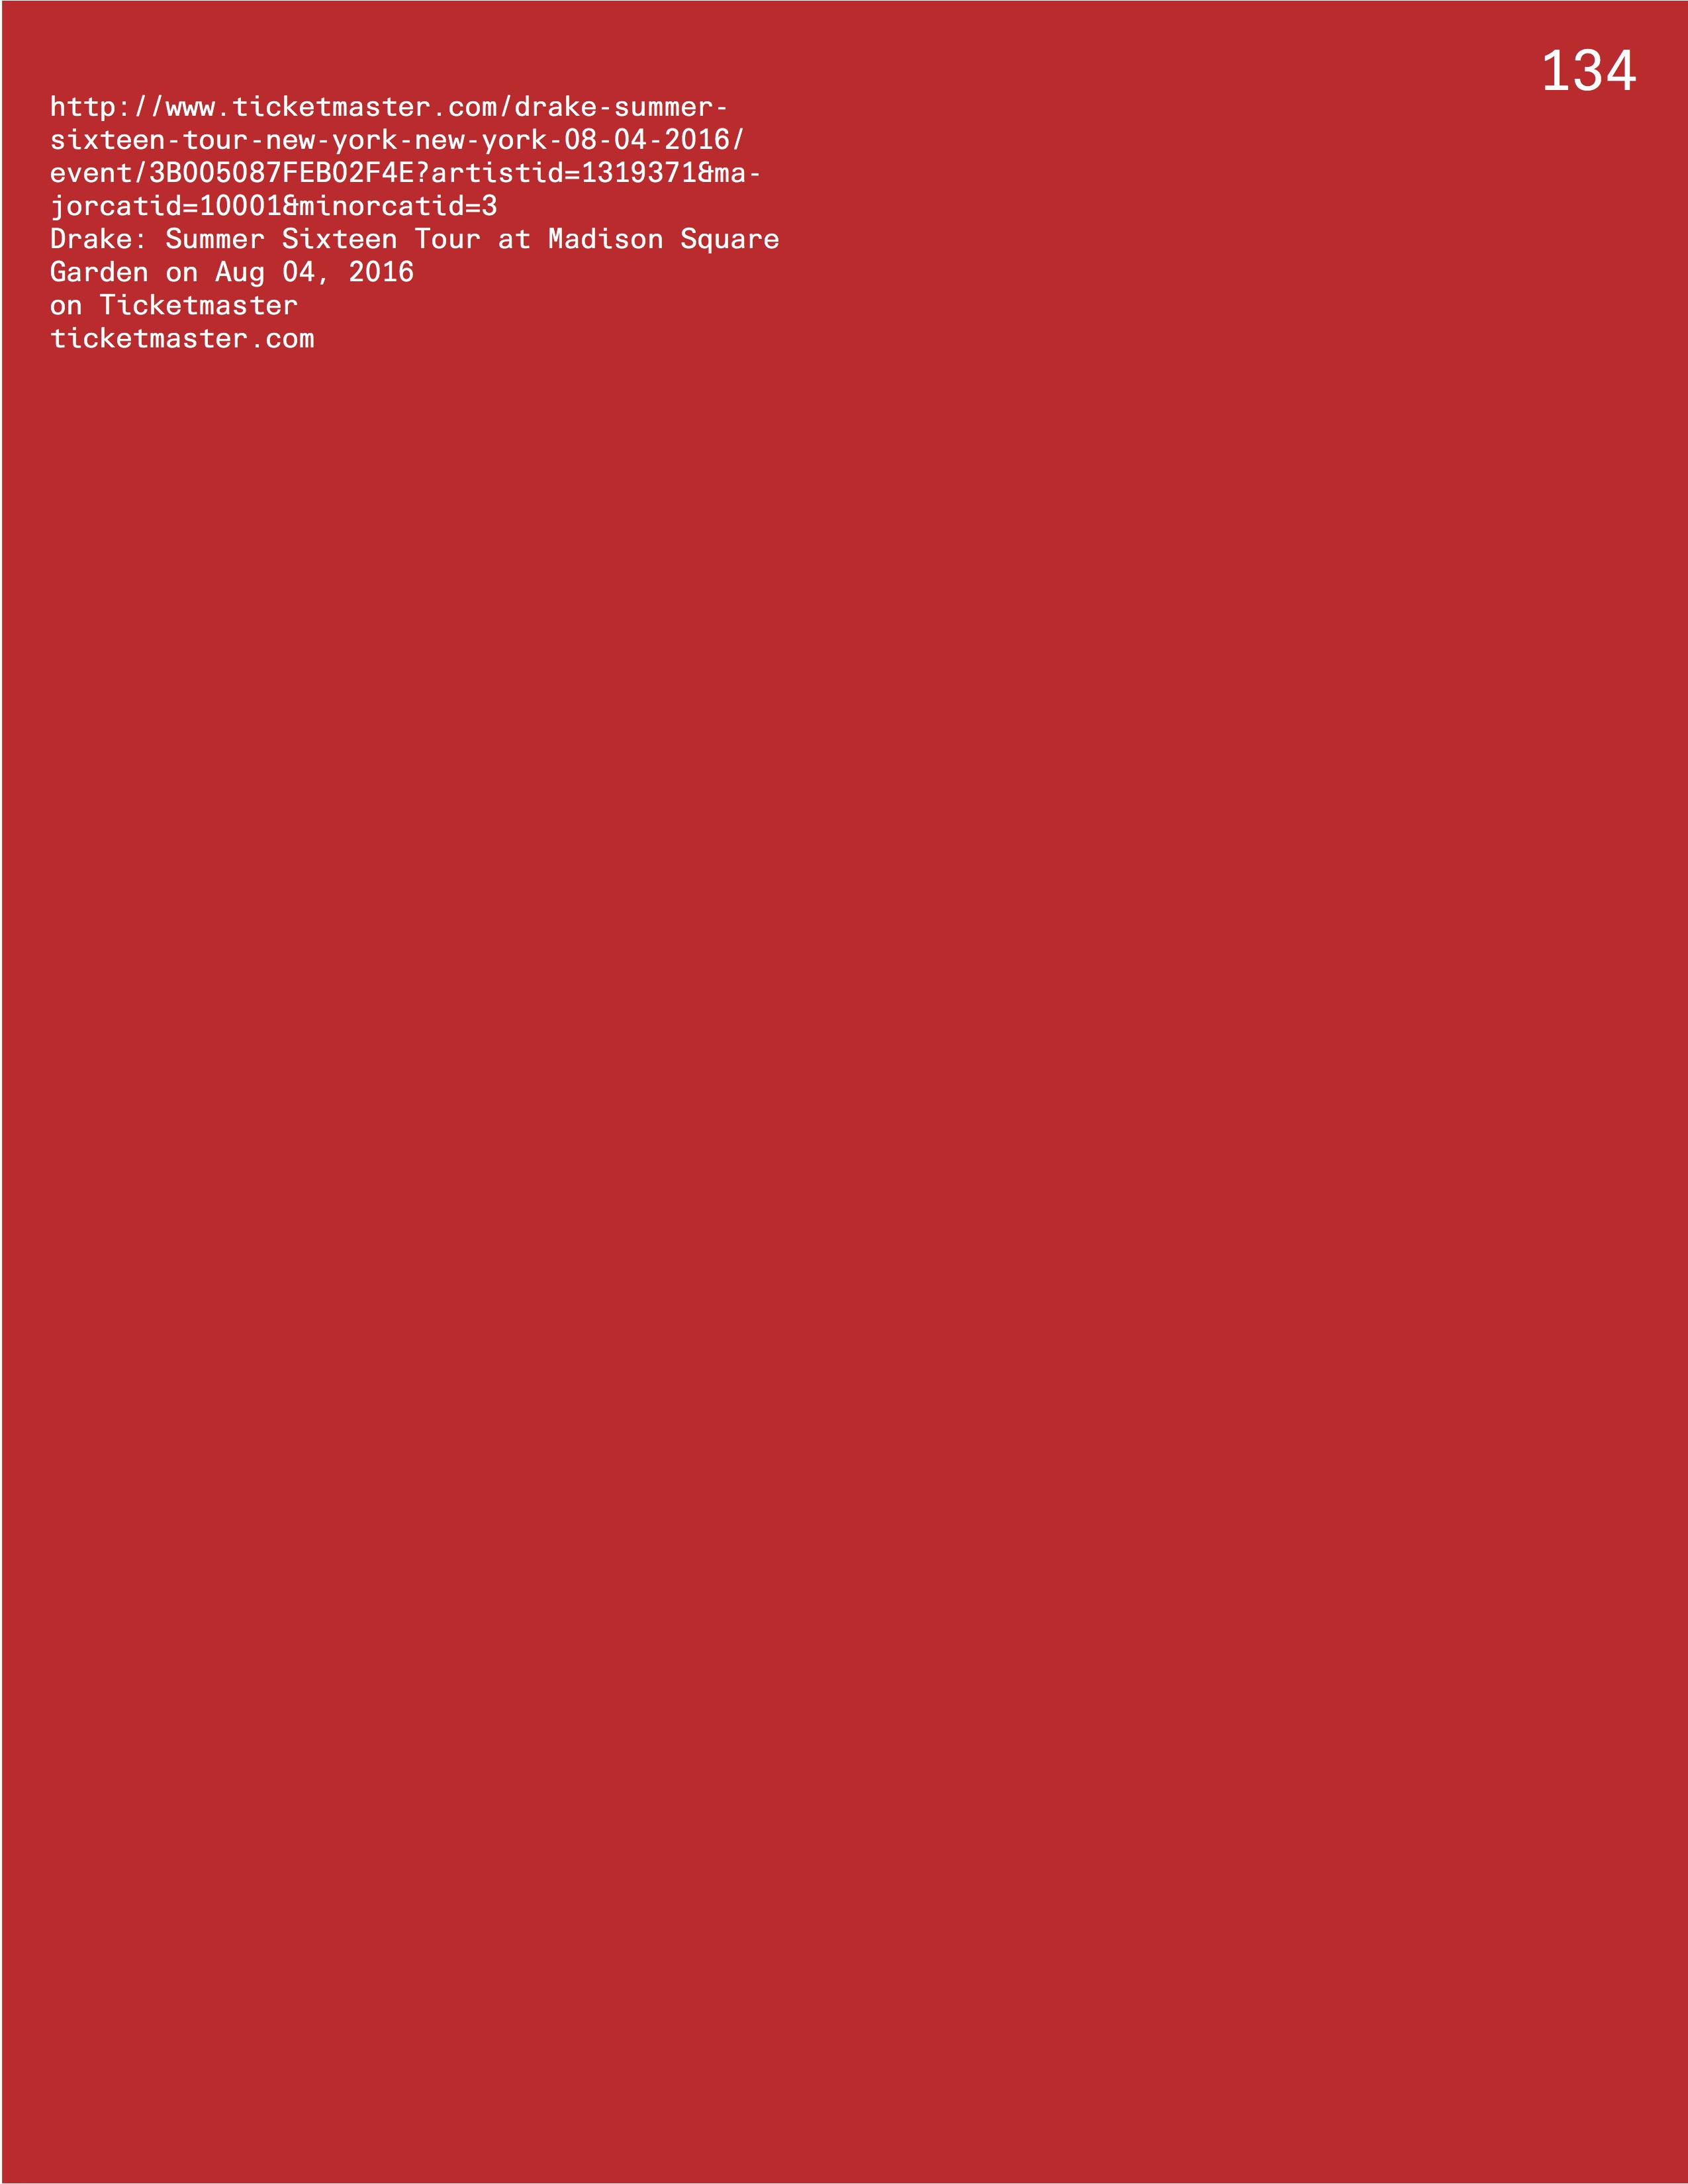 134
http://www.ticketmaster.com/drake-summer-
sixteen-tour-new-york-new-york-08-04-2016/
event/3B005087FEB02F4E?artistid=1319371&ma-
jorcatid=10001&minorcatid=3
Drake: Summer Sixteen Tour at Madison Square
Garden on Aug 04, 2016
on Ticketmaster
ticketmaster.com